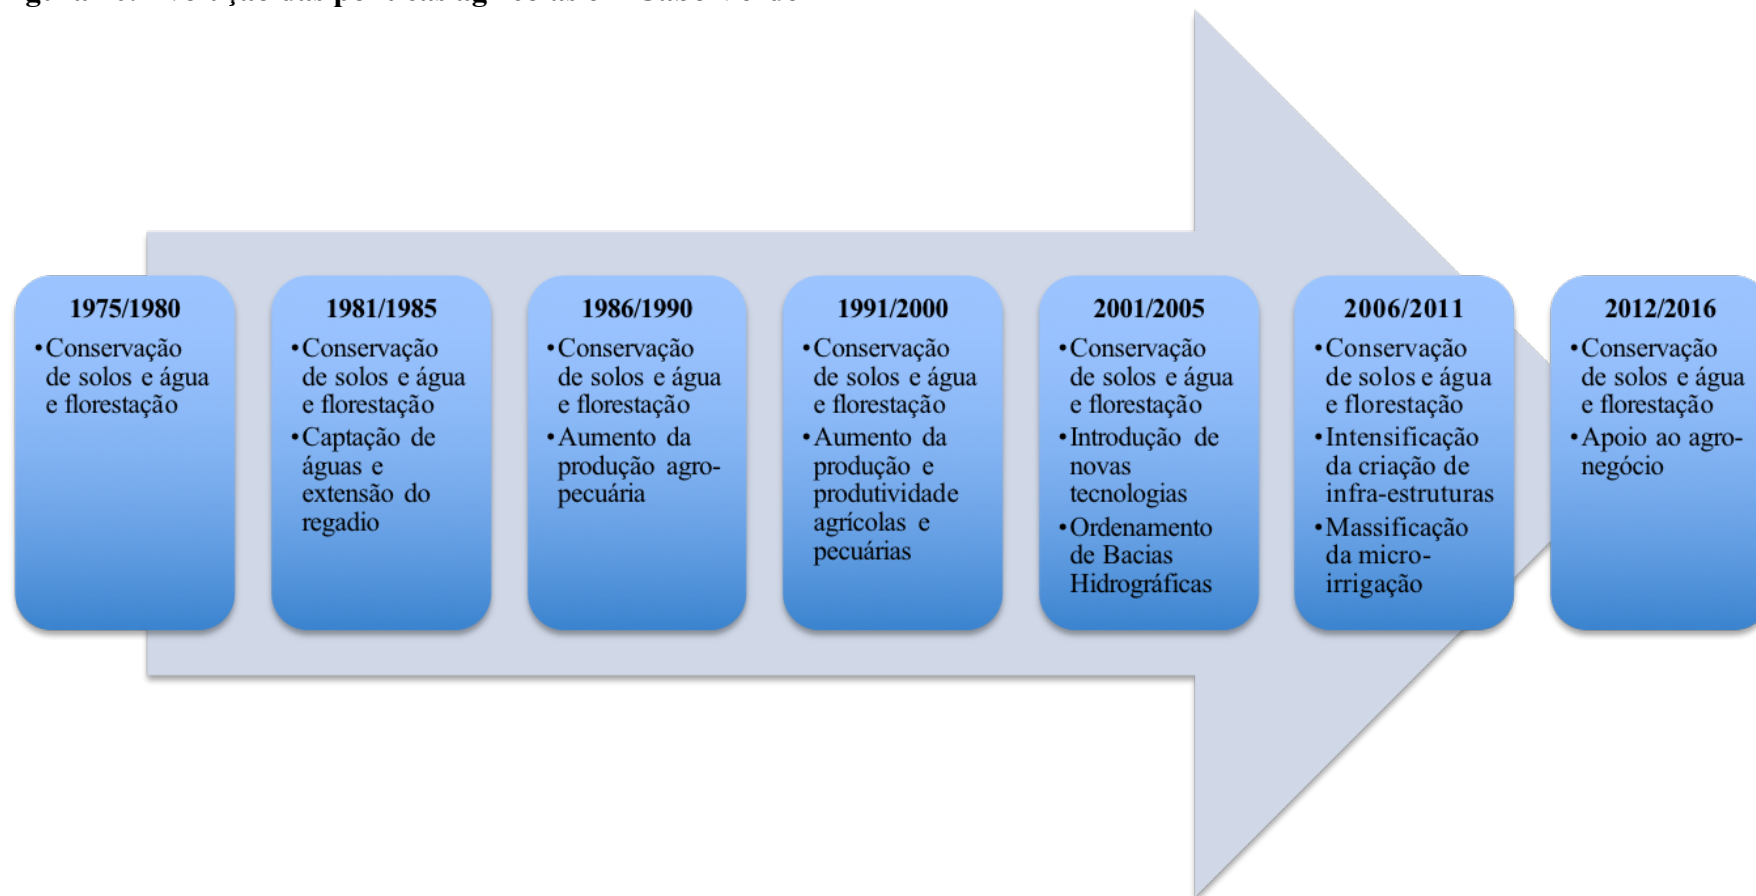 1975/1980
•Conservação
de solos e água
e florestação
1981/1985
•Conservação
de solos e água
e florestação
•Captação de
águas e
extensão do
regadio
1986/1990
•Conservação
de solos e água
e florestação
•Aumento da
produção agro-
pecuária
1991/2000
•Conservação
de solos e água
e florestação
•Aumento da
produção e
produtividade
agrícolas e
pecuárias
2001/2005
•Conservação
de solos e água
e florestação
•Introdução de
novas
tecnologias
•Ordenamento
de Bacias
Hidrográficas
2006/2011
•Conservação
de solos e água
e florestação
•Intensificação
da criação de
infra-estruturas
•Massificação
da micro-
irrigação
2012/2016
•Conservação
de solos e água
e florestação
•Apoio ao agro-
negócio